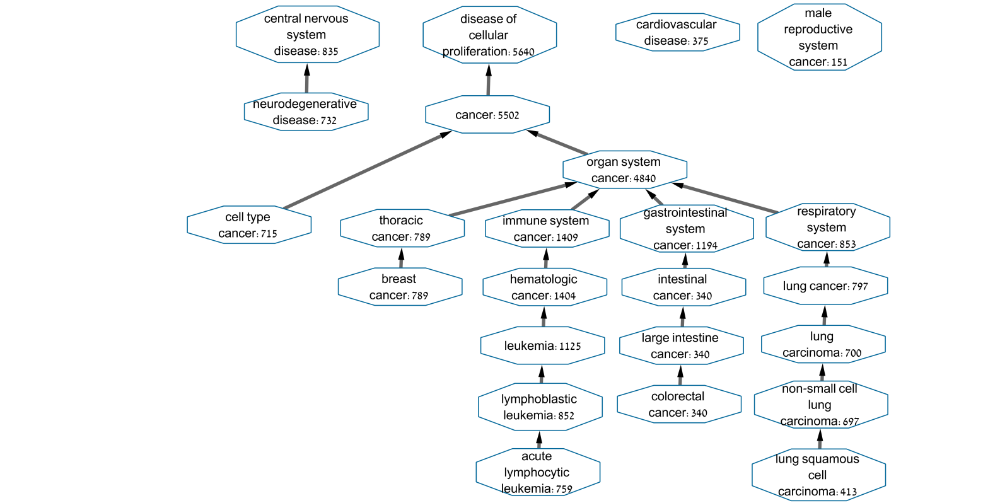 central nervous
system
disease: 835
disease of
cellular
proliferation: 5640
cardiovascular
disease: 375
male
reproductive
system
cancer: 151
neurodegenerative
disease: 732
cancer: 5502
organ system
cancer: 4840
cell type
cancer: 715
thoracic
cancer: 789
immune system
cancer: 1409
gastrointestinal
system
cancer: 1194
respiratory
system
cancer: 853
breast
cancer: 789
hematologic
cancer: 1404
intestinal
cancer: 340
lung cancer: 797
leukemia: 1125
large intestine
cancer: 340
lung
carcinoma: 700
lymphoblastic
leukemia: 852
colorectal
cancer: 340
non-small cell
lung
carcinoma: 697
acute
lymphocytic
leukemia: 759
lung squamous
cell
carcinoma: 413